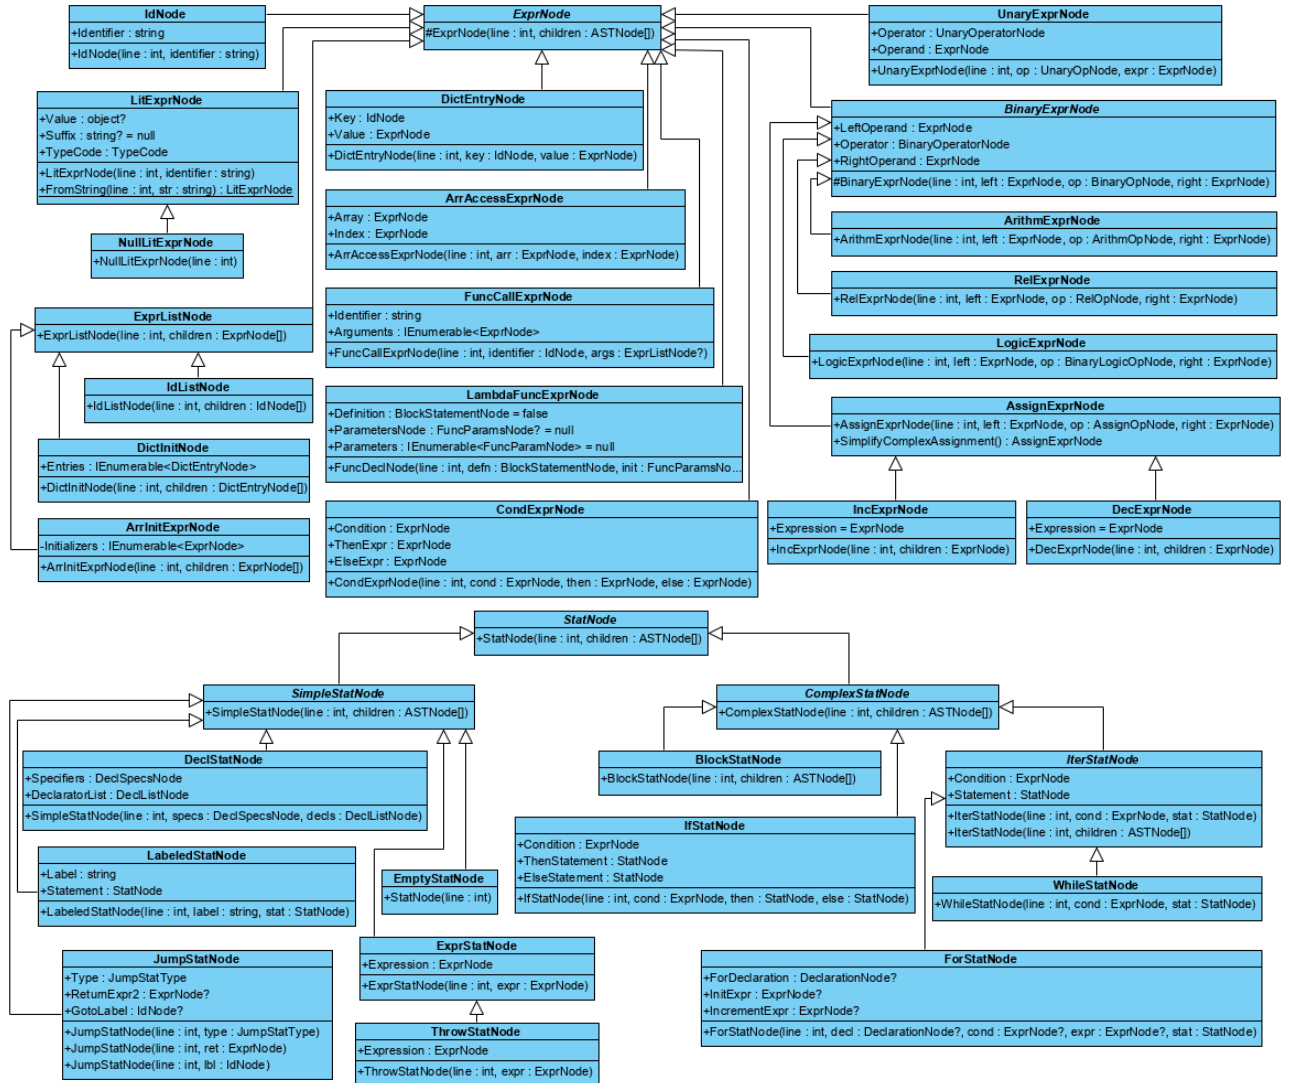 IdNode
+Identifier : string
+IdNode(line : int, identifier : string)
ExprNode
#ExprNode(line : int, children : ASTNode[])
UnaryExprNode
+Operator : UnaryOperatorNode
+Operand : ExprNode
+UnaryExprNode(line : int, op : UnaryOpNode, expr : ExprNode)
LitExprNode
+Value : object?
+Suffix : string? = null
+TypeCode : TypeCode
+LitExprNode(line : int, identifier : string)
+FromString(line : int, str : string) : LitExprNode
DictEntryNode
+Key : IdNode
+Value : ExprNode
+DictEntryNode(line : int, key : IdNode, value : ExprNode)
BinaryExprNode
+LeftOperand : ExprNode
+Operator : BinaryOperatorNode
+RightOperand : ExprNode
#BinaryExprNode(line : int, left : ExprNode, op : BinaryOpNode, right : ExprNode)
ArrAccessExprNode
+Array : ExprNode
+Index : ExprNode
+ArrAccessExprNode(line : int, arr : ExprNode, index : ExprNode)
ArithmExprNode
+ArithmExprNode(line : int, left : ExprNode, op : ArithmOpNode, right : ExprNode)
NullLitExprNode
+NullLitExprNode(line : int)
RelExprNode
+RelExprNode(line : int, left : ExprNode, op : RelOpNode, right : ExprNode)
FuncCallExprNode
+Identifier : string
+Arguments : IEnumerable<ExprNode>
+FuncCallExprNode(line : int, identifier : IdNode, args : ExprListNode?)
ExprListNode
+ExprListNode(line : int, children : ExprNode[])
LogicExprNode
+LogicExprNode(line : int, left : ExprNode, op : BinaryLogicOpNode, right : ExprNode)
IdListNode
+IdListNode(line : int, children : IdNode[])
LambdaFuncExprNode
+Definition : BlockStatementNode = false
+ParametersNode : FuncParamsNode? = null
+Parameters : IEnumerable<FuncParamNode> = null
+FuncDeclNode(line : int, defn : BlockStatementNode, init : FuncParamsNo...
AssignExprNode
+AssignExprNode(line : int, left : ExprNode, op : AssignOpNode, right : ExprNode)
+SimplifyComplexAssignment() : AssignExprNode
DictInitNode
+Entries : IEnumerable<DictEntryNode>
+DictInitNode(line : int, children : DictEntryNode[])
ArrInitExprNode
-Initializers : IEnumerable<ExprNode>
+ArrInitExprNode(line : int, children : ExprNode[])
CondExprNode
+Condition : ExprNode
+ThenExpr : ExprNode
+ElseExpr : ExprNode
+CondExprNode(line : int, cond : ExprNode, then : ExprNode, else : ExprNode)
IncExprNode
+Expression = ExprNode
+IncExprNode(line : int, children : ExprNode)
DecExprNode
+Expression = ExprNode
+DecExprNode(line : int, children : ExprNode)
StatNode
+StatNode(line : int, children : ASTNode[])
SimpleStatNode
+SimpleStatNode(line : int, children : ASTNode[])
ComplexStatNode
+ComplexStatNode(line : int, children : ASTNode[])
DeclStatNode
+Specifiers : DeclSpecsNode
+DeclaratorList : DeclListNode
+SimpleStatNode(line : int, specs : DeclSpecsNode, decls : DeclListNode)
BlockStatNode
+BlockStatNode(line : int, children : ASTNode[])
IterStatNode
+Condition : ExprNode
+Statement : StatNode
+IterStatNode(line : int, cond : ExprNode, stat : StatNode)
+IterStatNode(line : int, children : ASTNode[])
IfStatNode
+Condition : ExprNode
+ThenStatement : StatNode
+ElseStatement : StatNode
+IfStatNode(line : int, cond : ExprNode, then : StatNode, else : StatNode)
LabeledStatNode
+Label : string
+Statement : StatNode
+LabeledStatNode(line : int, label : string, stat : StatNode)
EmptyStatNode
+StatNode(line : int)
WhileStatNode
+WhileStatNode(line : int, cond : ExprNode, stat : StatNode)
ExprStatNode
+Expression : ExprNode
+ExprStatNode(line : int, expr : ExprNode)
JumpStatNode
+Type : JumpStatType
+ReturnExpr2 : ExprNode?
+GotoLabel : IdNode?
+JumpStatNode(line : int, type : JumpStatType)
+JumpStatNode(line : int, ret : ExprNode)
+JumpStatNode(line : int, lbl : IdNode)
ForStatNode
+ForDeclaration : DeclarationNode?
+InitExpr : ExprNode?
+IncrementExpr : ExprNode?
+ForStatNode(line : int, decl : DeclarationNode?, cond : ExprNode?, expr : ExprNode?, stat : StatNode)
ThrowStatNode
+Expression : ExprNode
+ThrowStatNode(line : int, expr : ExprNode)